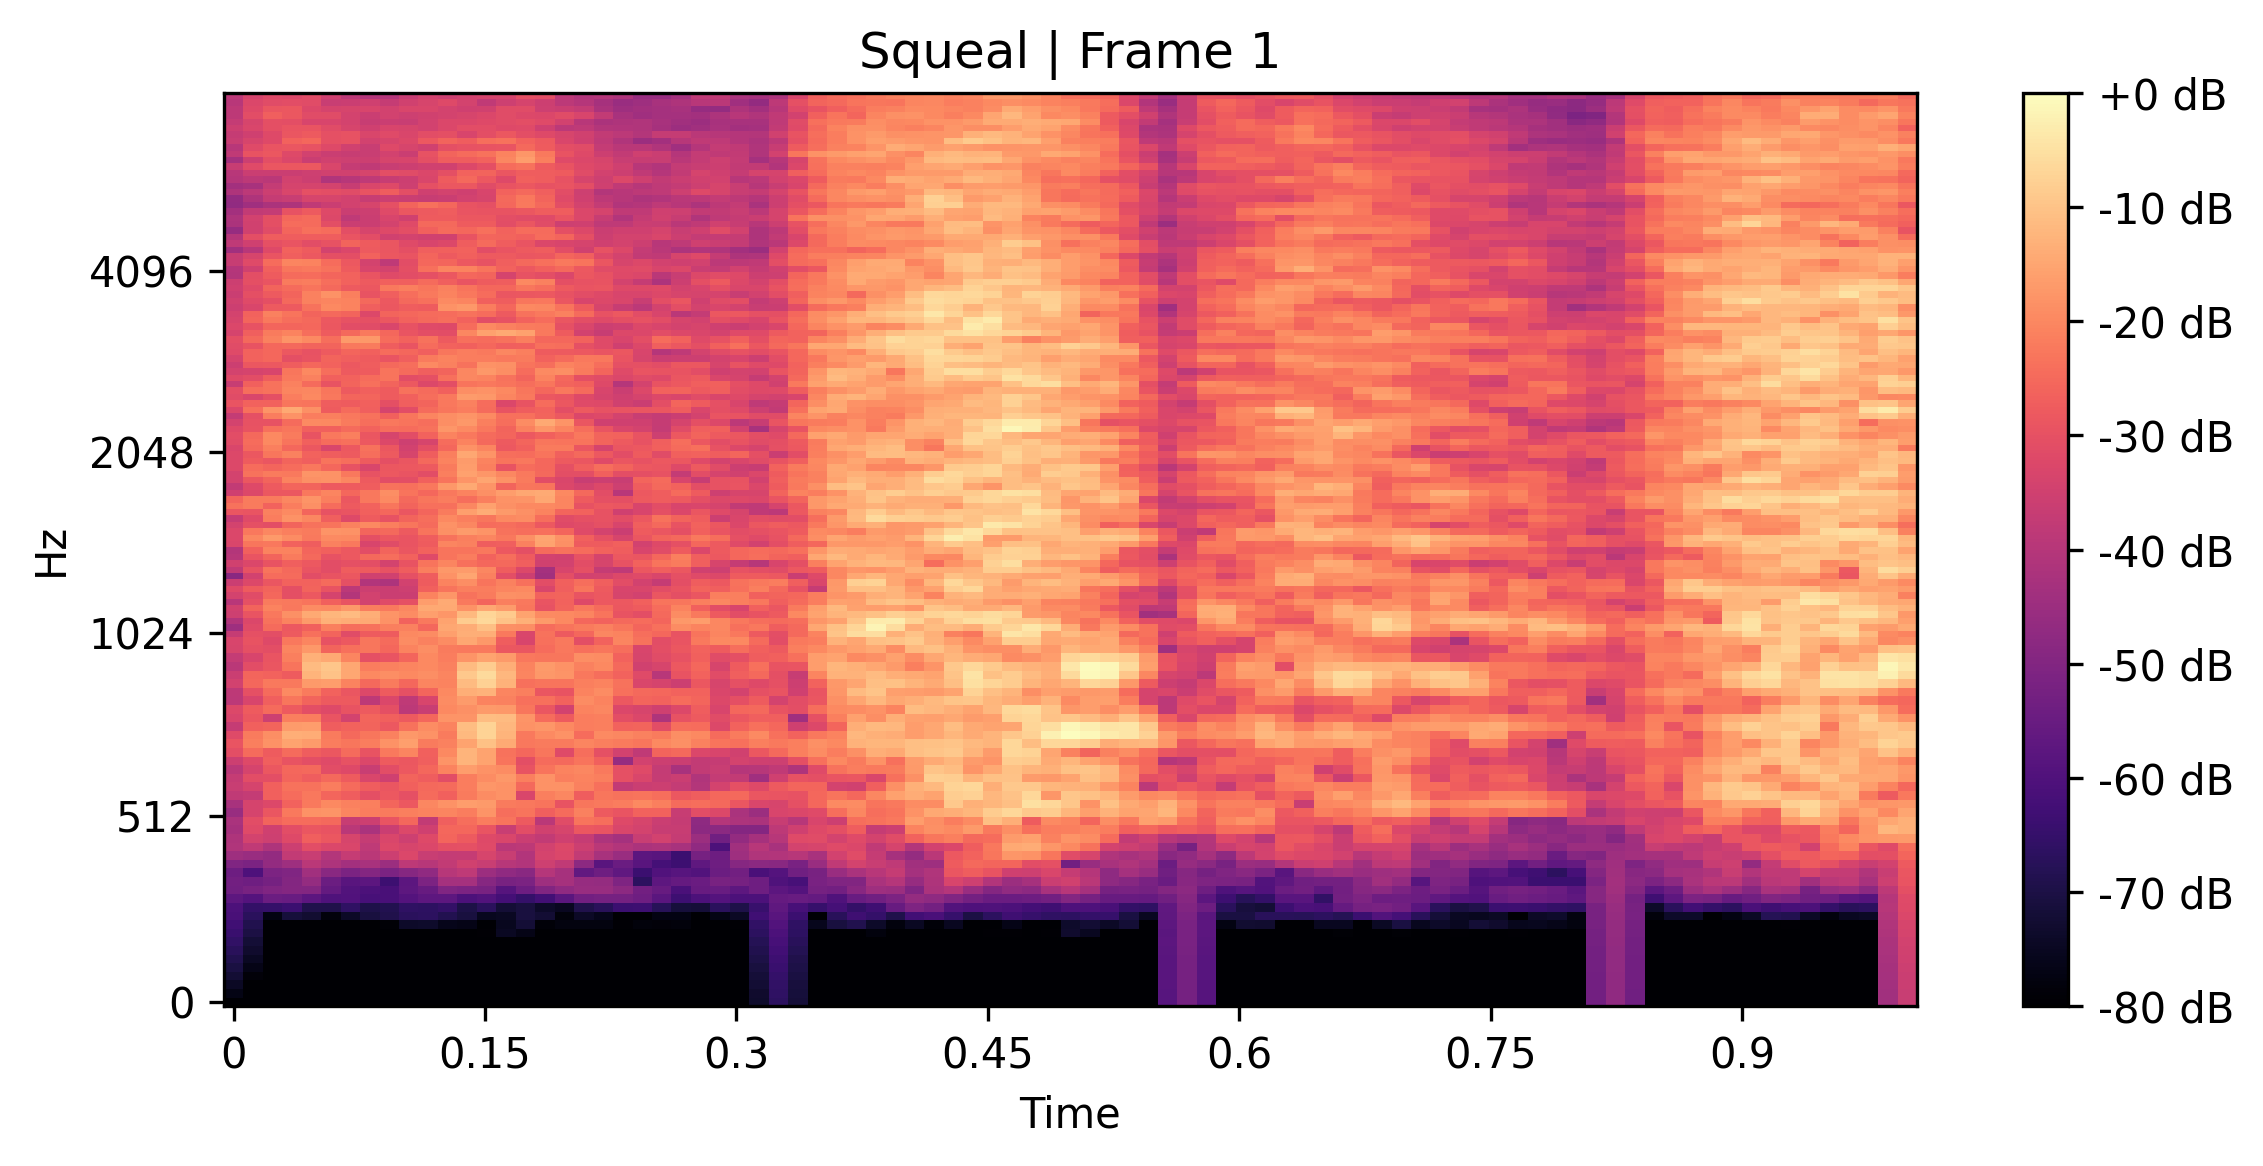 Squeal | Frame 1
Hz
4096
2048
1024
512
0
0 0.15 0.3 0.45 0.6 0.75 0.9
Time
+0 dB
-10 dB
-20 dB
-30 dB
-40 dB
-50 dB
-60 dB
-70 dB
-80 dB